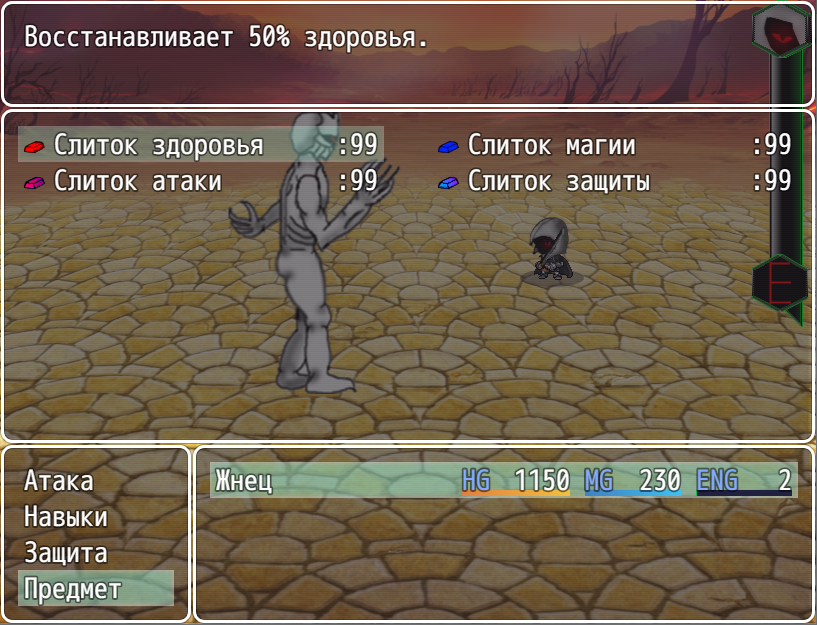 Восстанавливает 50% здоровья.
Слиток здоровья :99 Слиток магии :99
Слиток атаки :99 Слиток защиты :99
Атака
Навыки
Защита
Предмет
Жнец HG 1150 MG 230 ENG 2
E